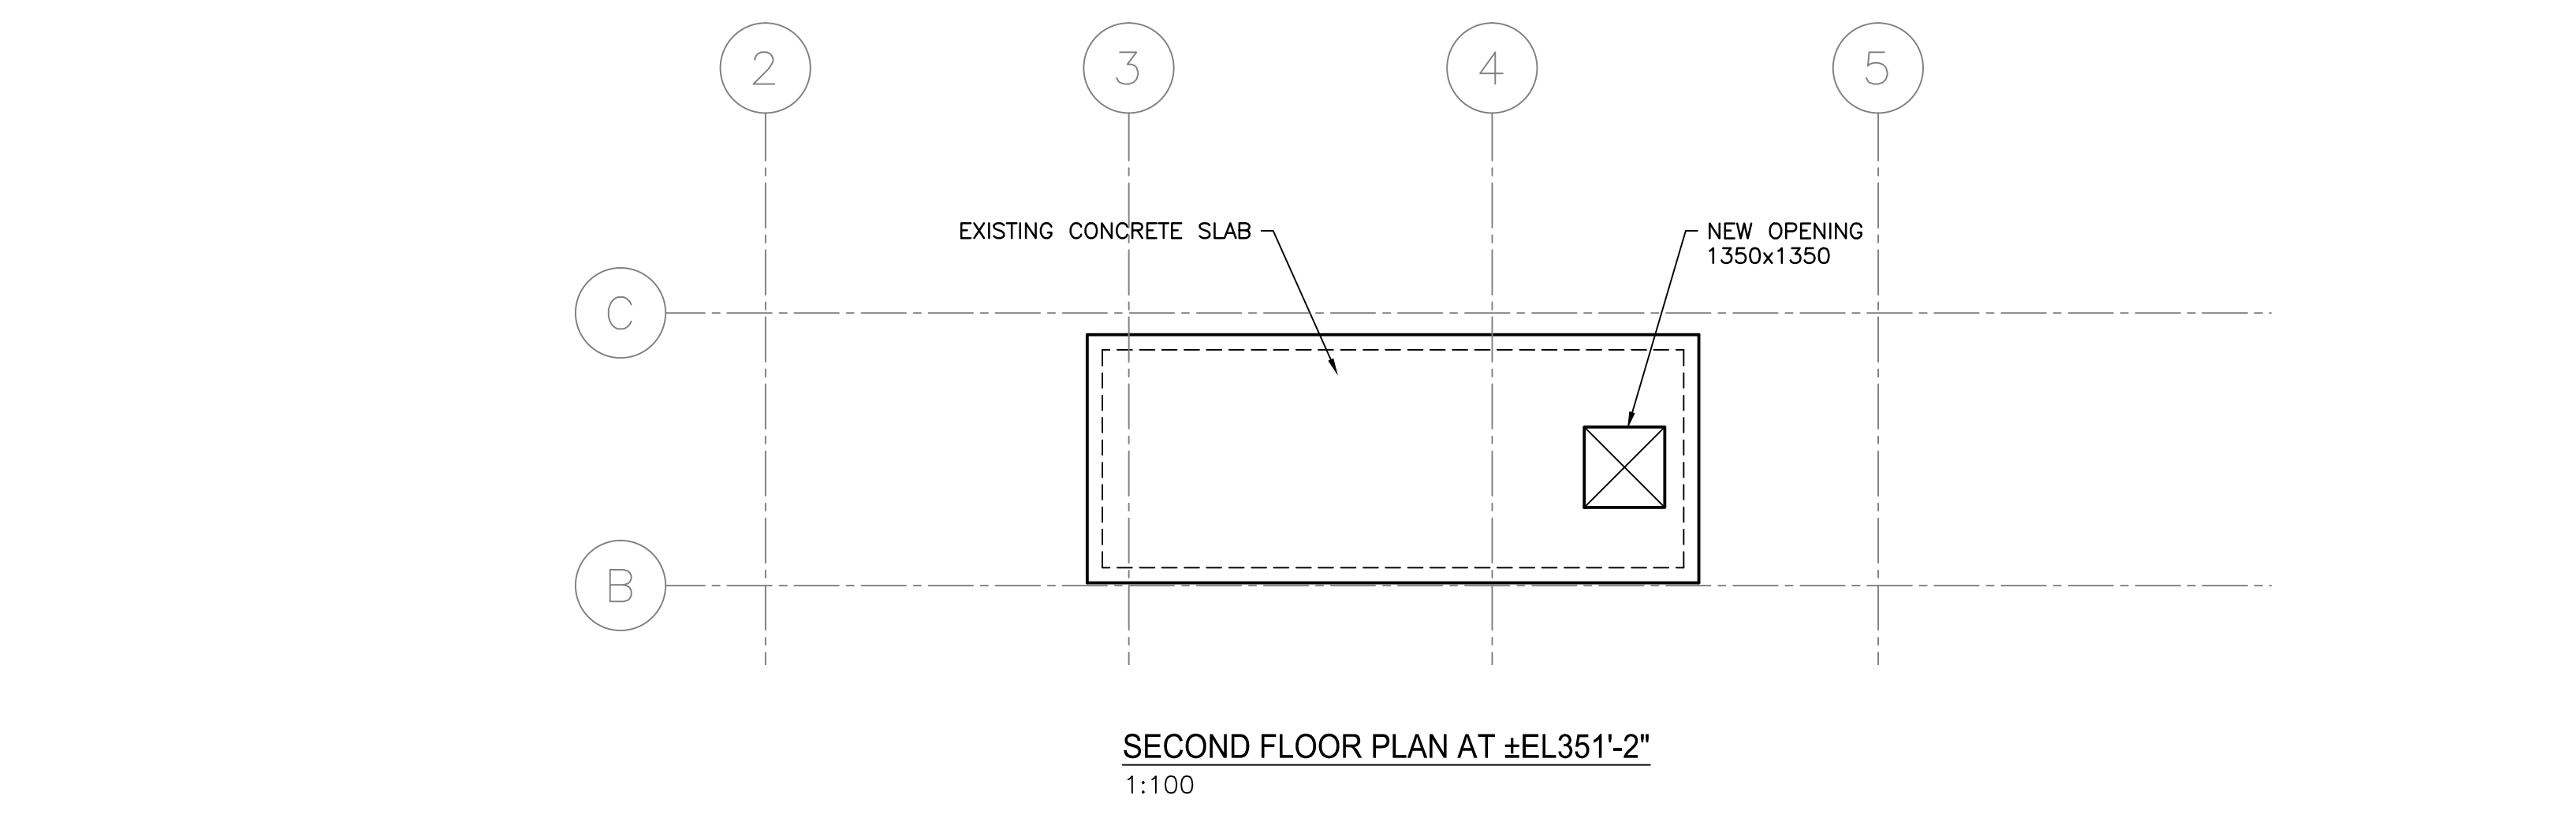 2 3 4 5
EXISTING CONCRETE SLAB
NEW OPENING
1350x1350
C
B
SECOND FLOOR PLAN AT ±EL351'-2"
1:100